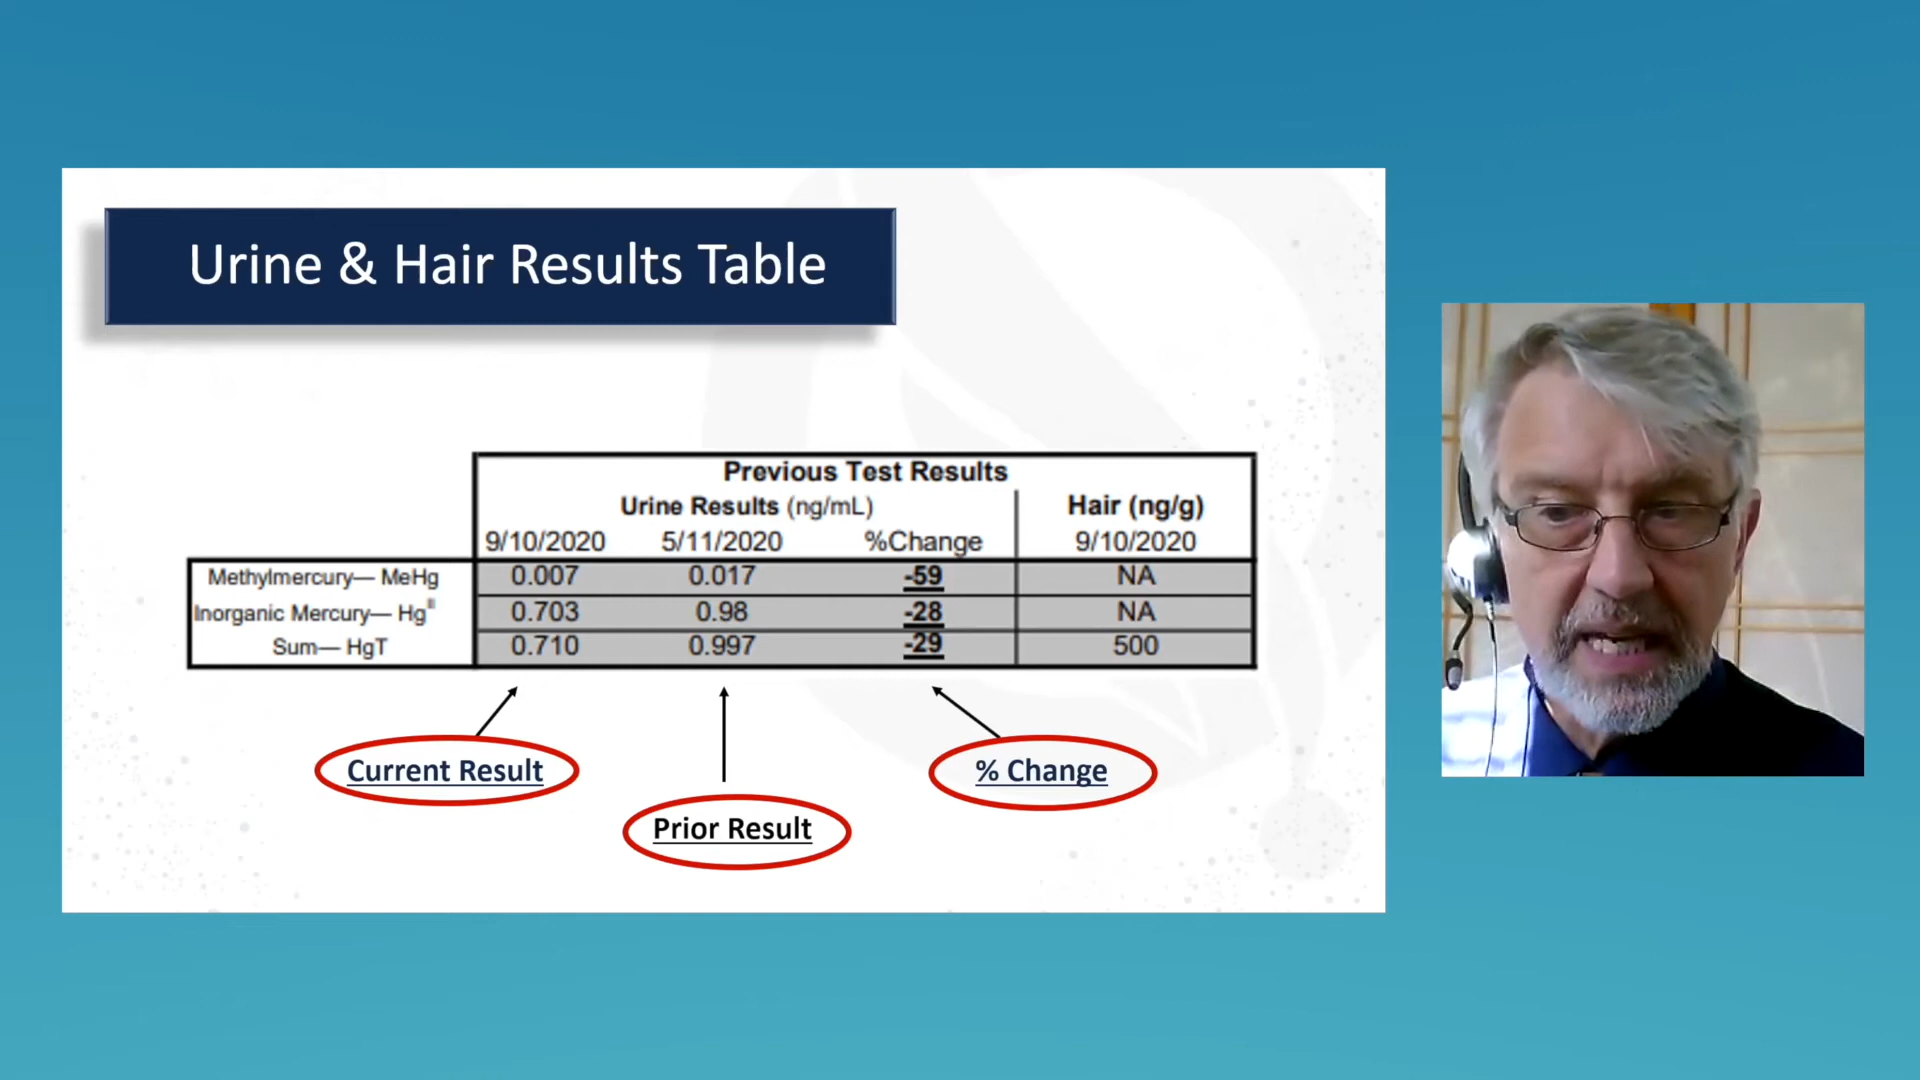 Urine & Hair Results Table
Previous Test Results
Urine Results (ng/mL) Hair (ng/g)
9/10/2020 5/11/2020 %Change 9/10/2020
Methylmercury— MeHg 0.007 0.017 -59 NA
Inorganic Mercury— Hgᴵᴵ 0.703 0.98 -28 NA
Sum— HgT 0.710 0.997 -29 500
Current Result
% Change
Prior Result